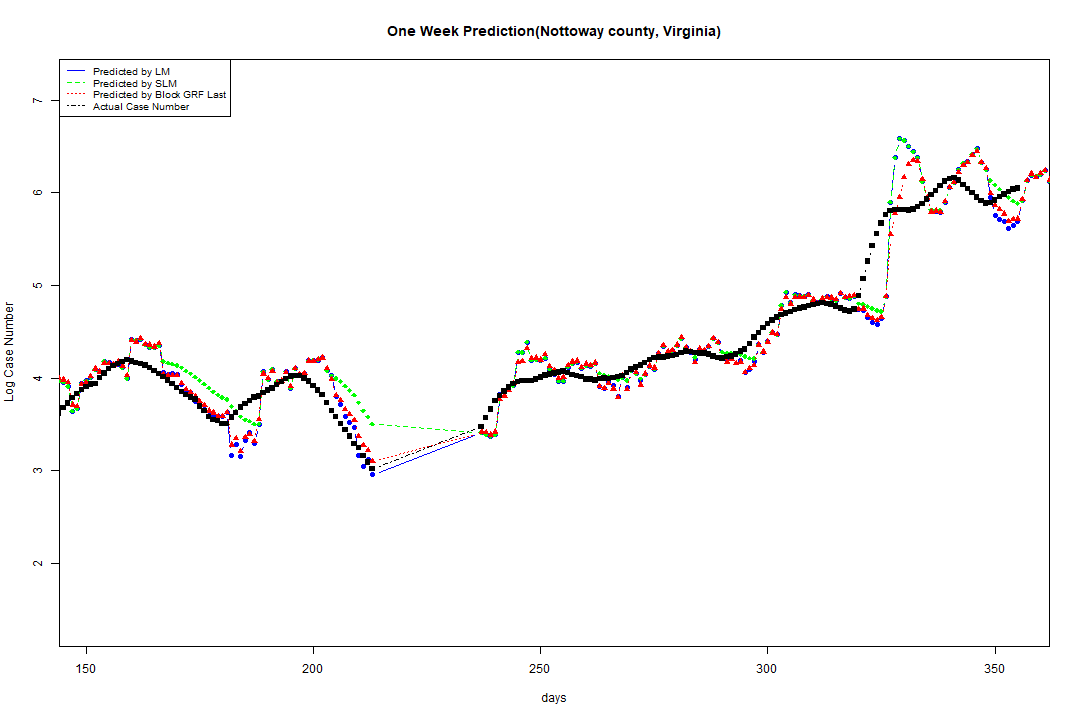 One Week Prediction(Nottoway county, Virginia)
Predicted by LM
Predicted by SLM
Predicted by Block GRF Last
Actual Case Number
7
6
5
4
3
2
Log Case Number
150 200 250 300 350
days